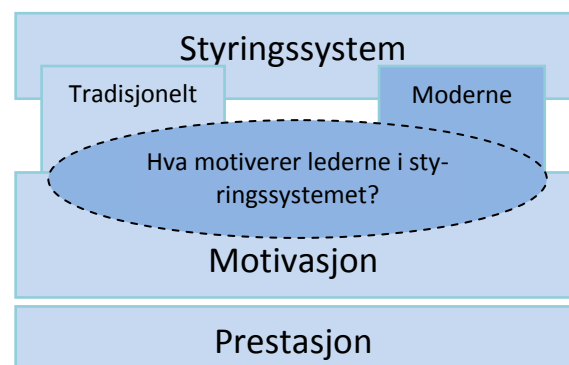 Styringssystem
Tradisjonelt
Moderne
Hva motiverer lederne i sty-
ringssystemet?
Motivasjon
Prestasjon